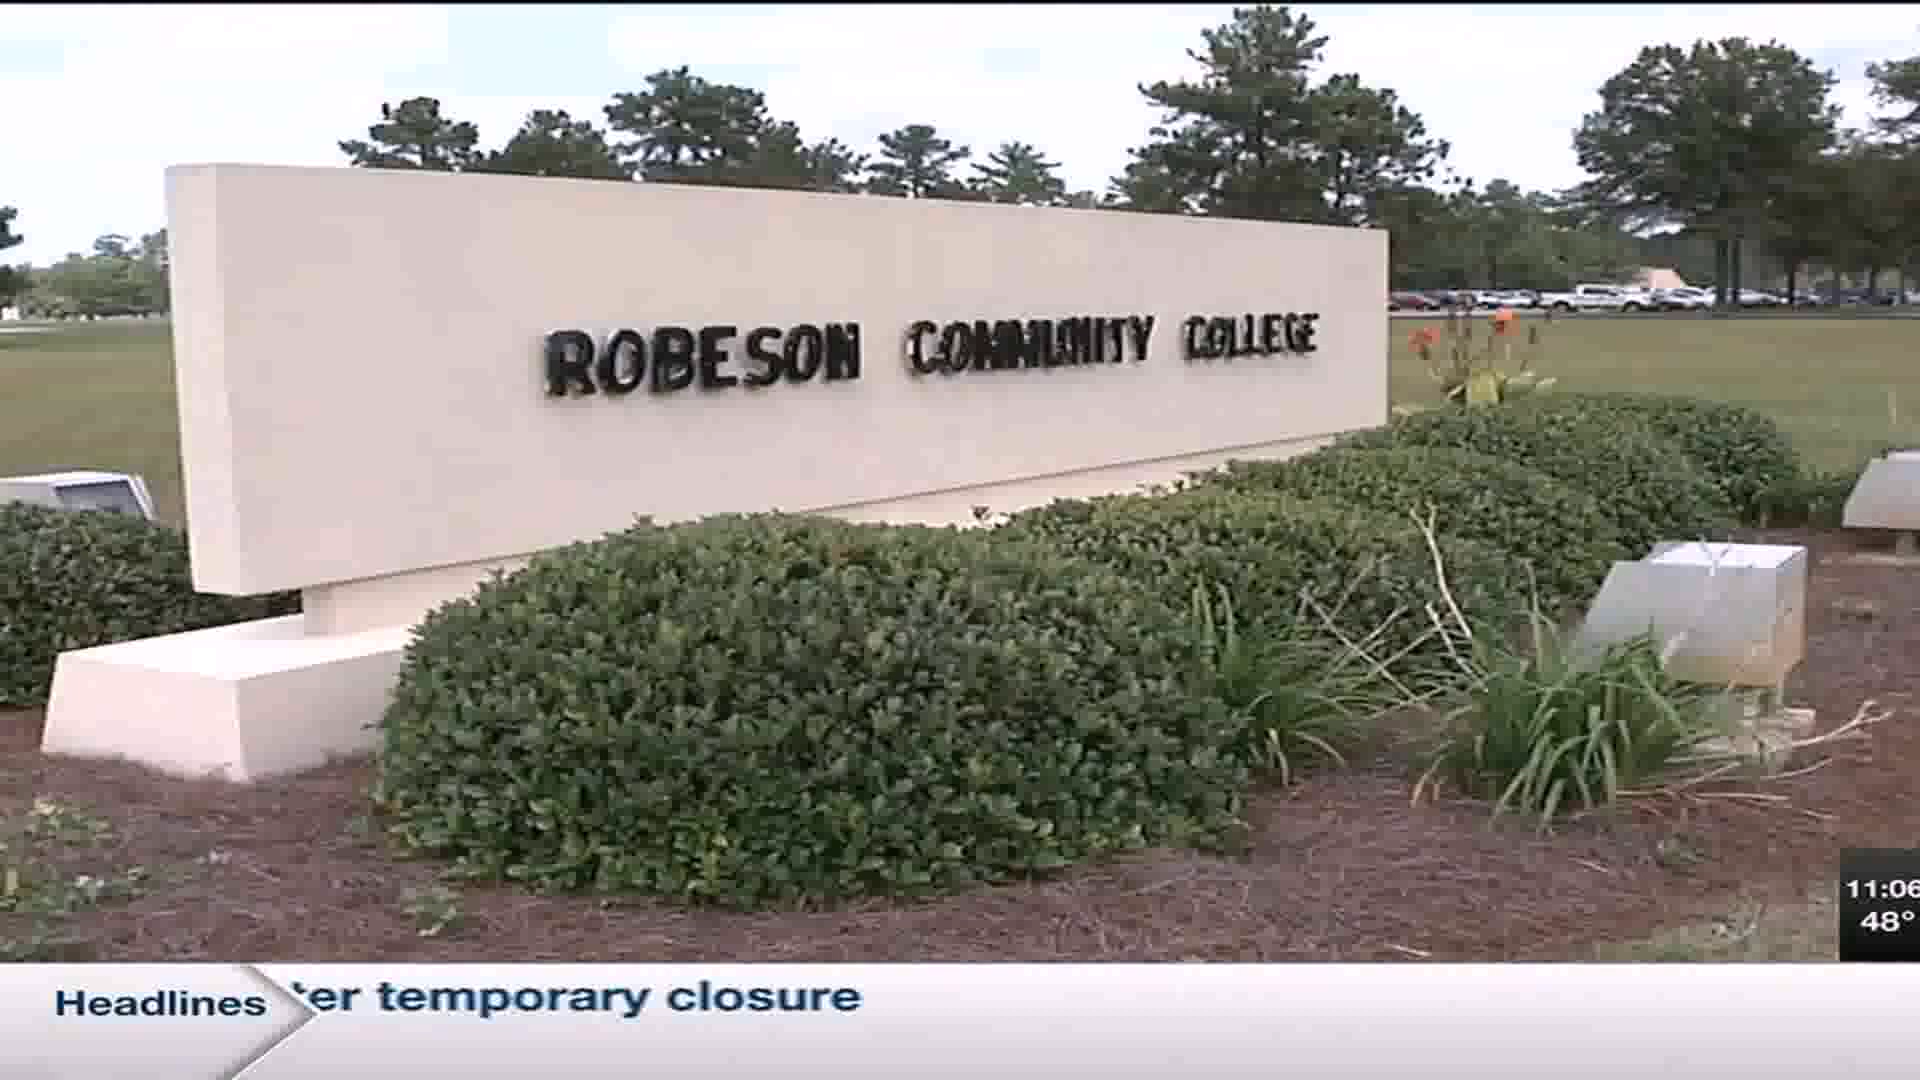 ROBESON COMMUNITY COLLEGE
11:06
48°
Headlines
ter temporary closure